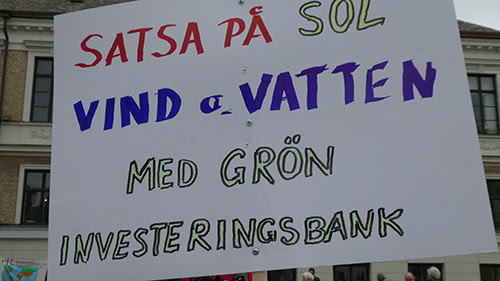 SATSA PÅ SOL
VIND a. VATTEN
MED GRÖN
INVESTERINGSBANK